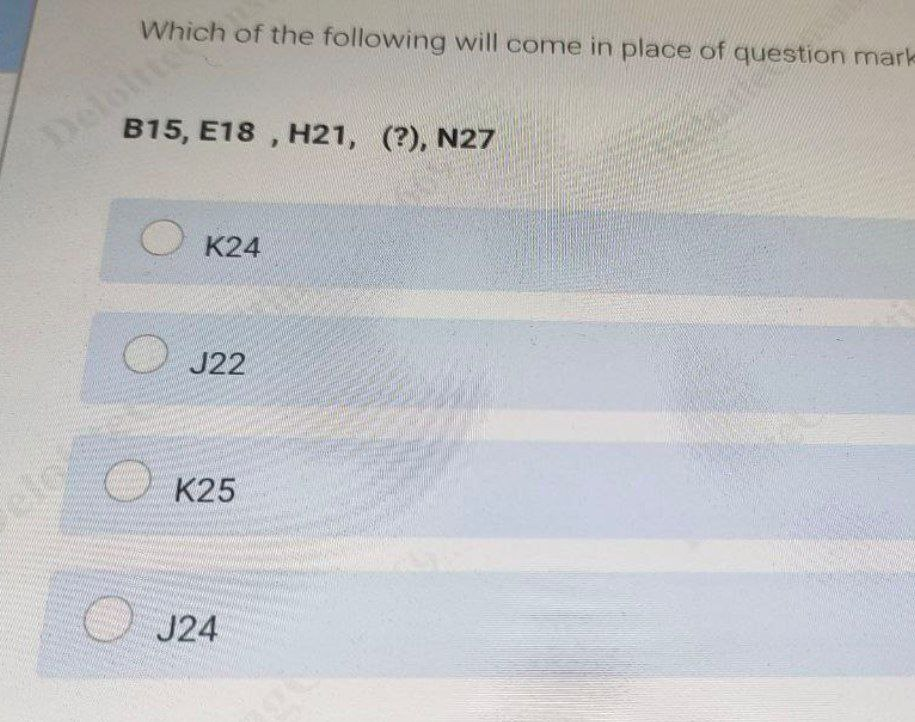 Which of the following will come in place of question mark
B15, E18 , H21, (?), N27
K24
J22
K25
J24